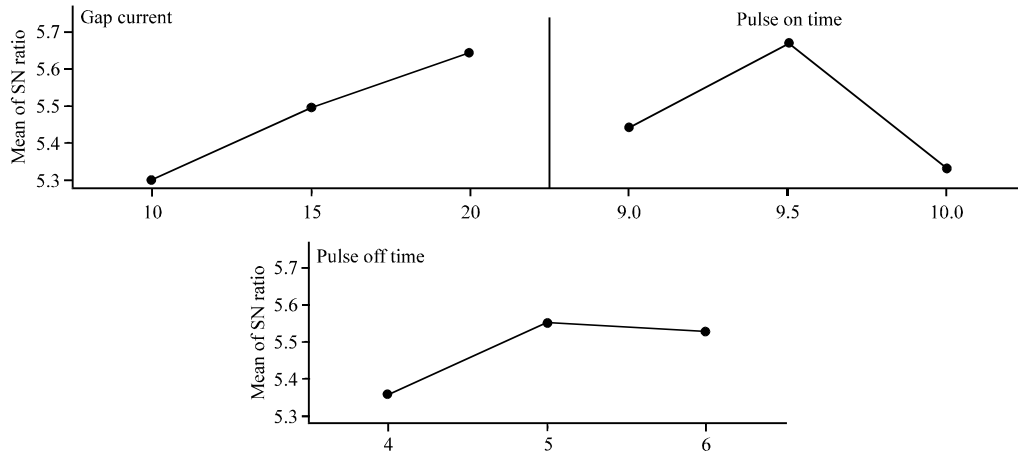 Gap current
Pulse on time
Mean of SN ratio
5.7
5.6
5.5
5.4
5.3
10 15 20 9.0 9.5 10.0
Pulse off time
Mean of SN ratio
5.7
5.6
5.5
5.4
5.3
4 5 6